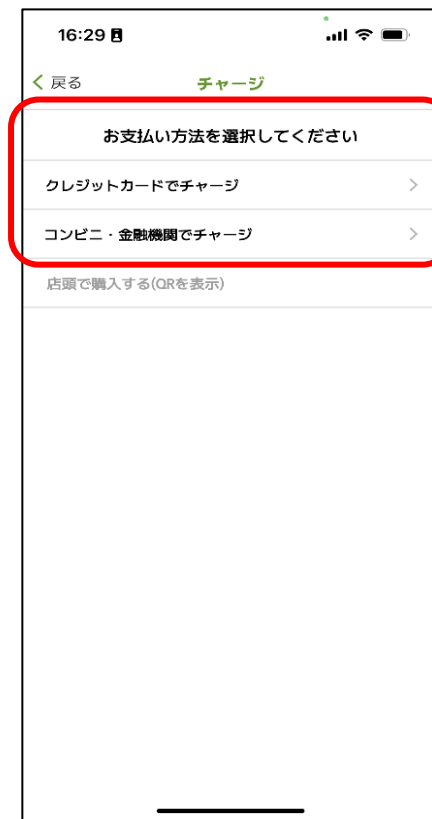 16:29
戻る
チャージ
お支払い方法を選択してください
クレジットカードでチャージ
コンビニ・金融機関でチャージ
店頭で購入する(QRを表示)